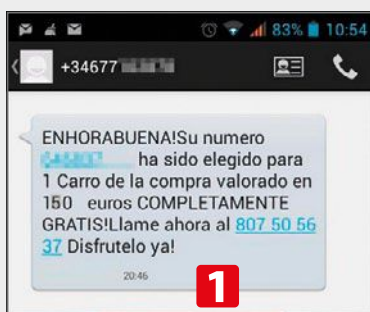 83% 10:54
+34677
ENHORABUENA!Su numero
ha sido elegido para
1 Carro de la compra valorado en
150 euros COMPLETAMENTE
GRATIS!Llame ahora al 807 50 56
37 Disfrutelo ya!
20:46
1